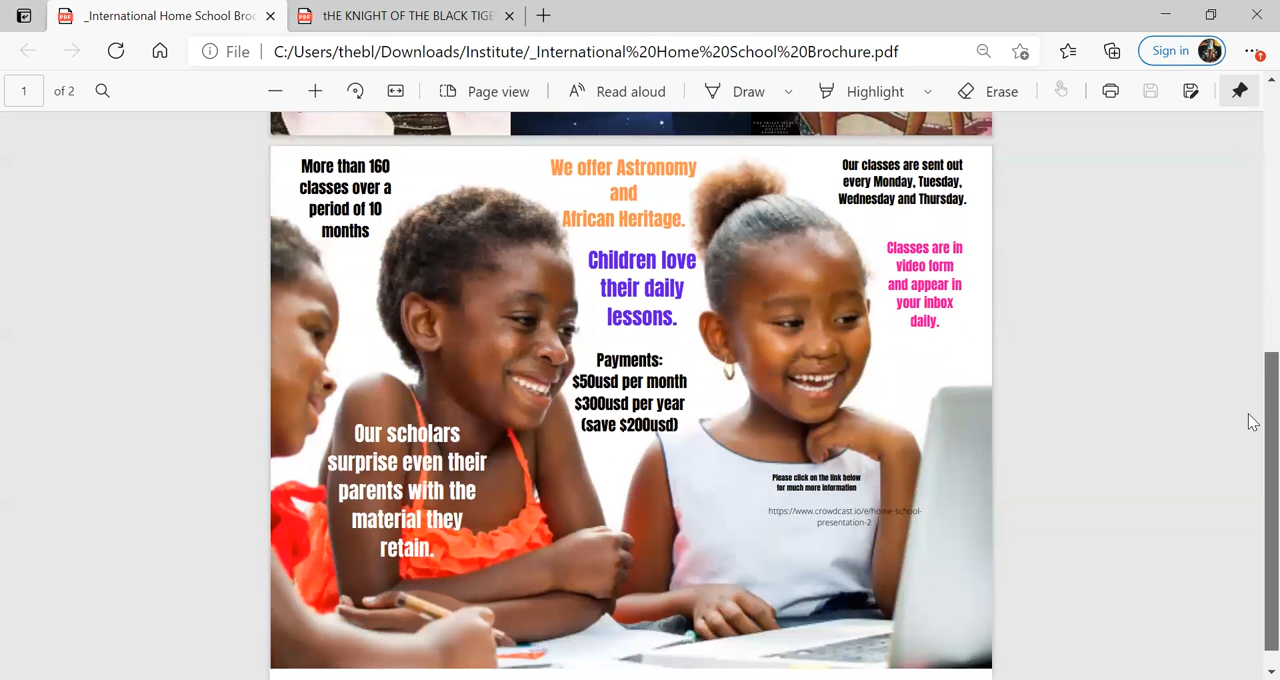 _International Home School Broc
tHE KNIGHT OF THE BLACK TIGE
File
C:/Users/thebl/Downloads/Institute/_International%20Home%20School%20Brochure.pdf
Sign in
1 of 2
Page view
Read aloud
Draw
Highlight
Erase
More than 160
classes over a
period of 10
months
We offer Astronomy
and
African Heritage.
Our classes are sent out
every Monday, Tuesday,
Wednesday and Thursday.
Children love
their daily
lessons.
Classes are in
video form
and appear in
your inbox
daily.
Payments:
$50usd per month
$300usd per year
(save $200usd)
Our scholars
surprise even their
parents with the
material they
retain.
Please click on the link below
for much more information
https://www.crowdcast.io/e/home-school-
presentation-2